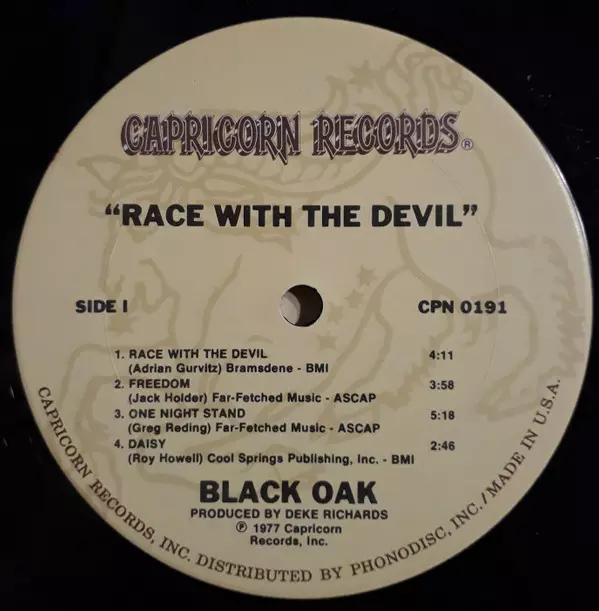 CAPRICORN RECORDS®
"RACE WITH THE DEVIL"
SIDE I
CPN 0191
1. RACE WITH THE DEVIL 4:11
(Adrian Gurvitz) Bramsdene - BMI
2. FREEDOM 3:58
(Jack Holder) Far-Fetched Music - ASCAP
3. ONE NIGHT STAND 5:18
(Greg Reding) Far-Fetched Music - ASCAP
4. DAISY 2:46
(Roy Howell) Cool Springs Publishing, Inc. - BMI
BLACK OAK
PRODUCED BY DEKE RICHARDS
℗ 1977 Capricorn
Records, Inc.
CAPRICORN RECORDS, INC. DISTRIBUTED BY PHONODISC, INC. / MADE IN U.S.A.